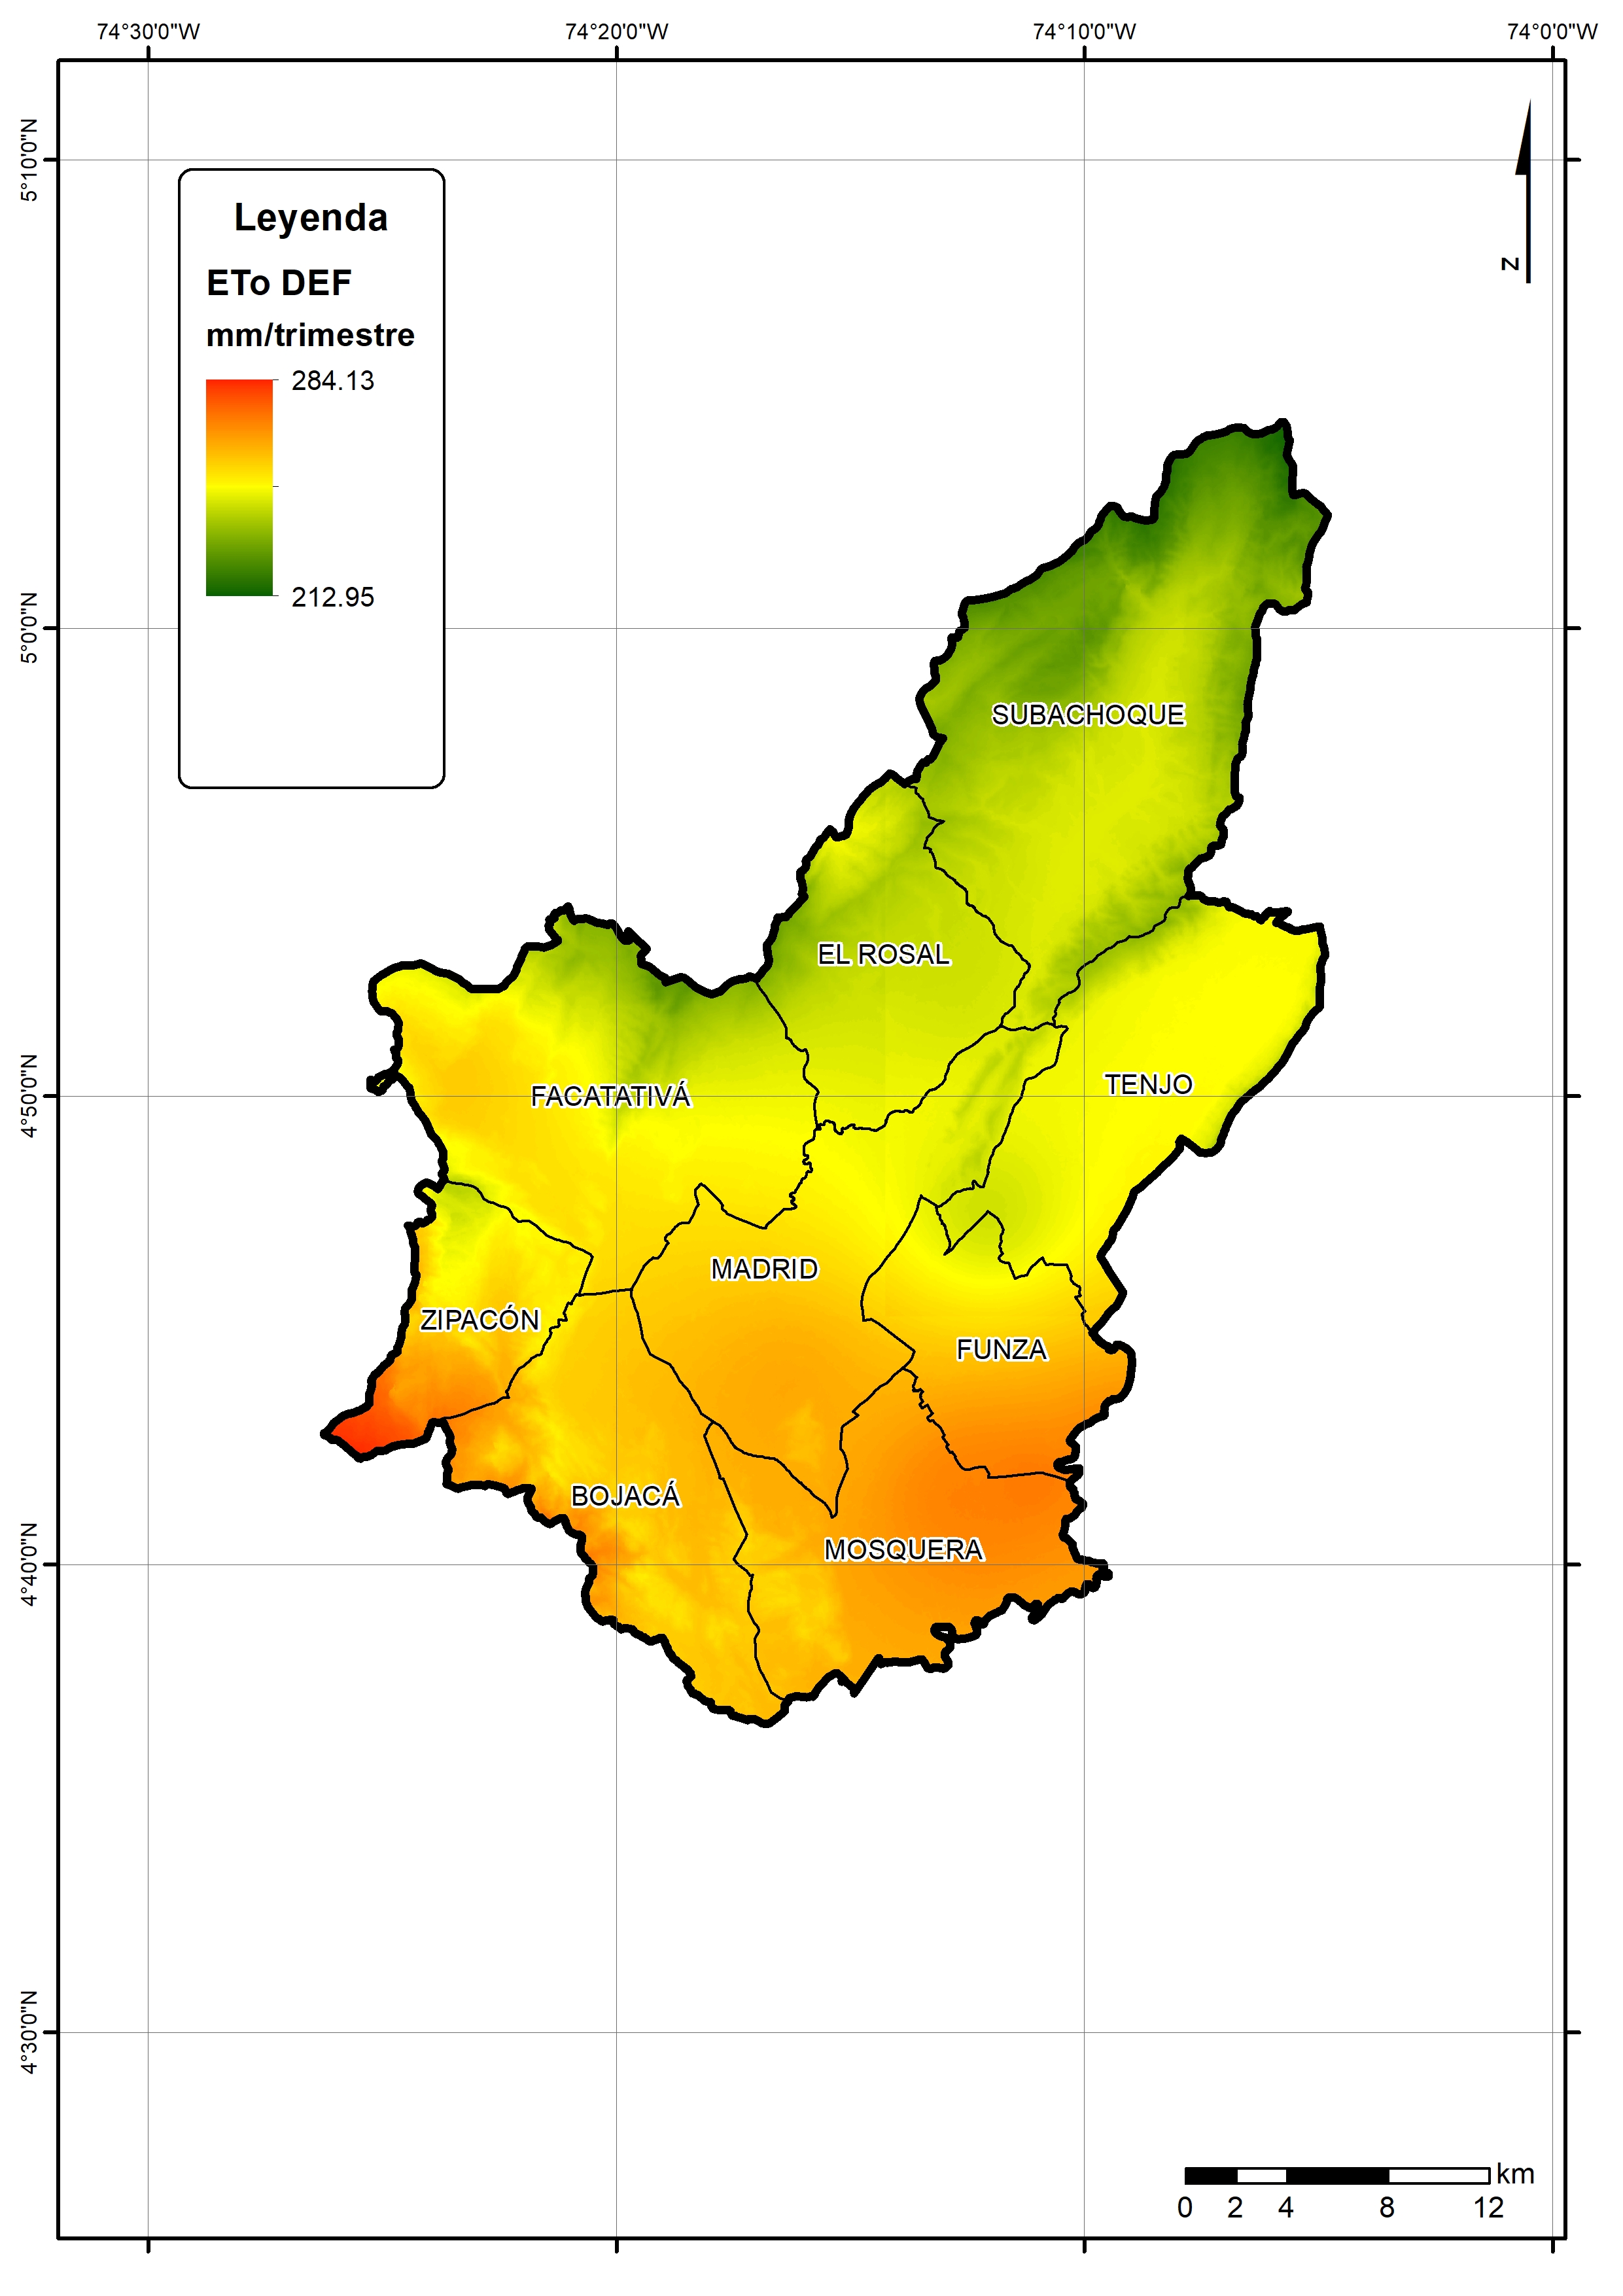 74°30'0"W
74°20'0"W
74°10'0"W
74°0'0"W
5°10'0"N
5°0'0"N
4°50'0"N
4°40'0"N
4°30'0"N
Leyenda
ETo DEF
mm/trimestre
284.13
212.95
N
SUBACHOQUE
EL ROSAL
TENJO
FACATATIVÁ
MADRID
ZIPACÓN
FUNZA
BOJACÁ
MOSQUERA
km
0 2 4 8 12